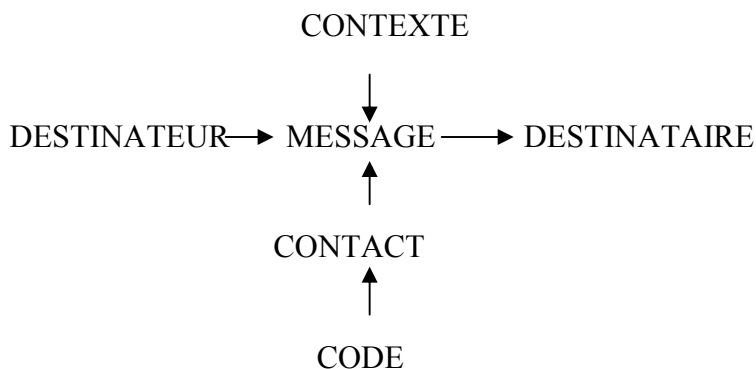 CONTEXTE
DESTINATEUR MESSAGE DESTINATAIRE
CONTACT
CODE